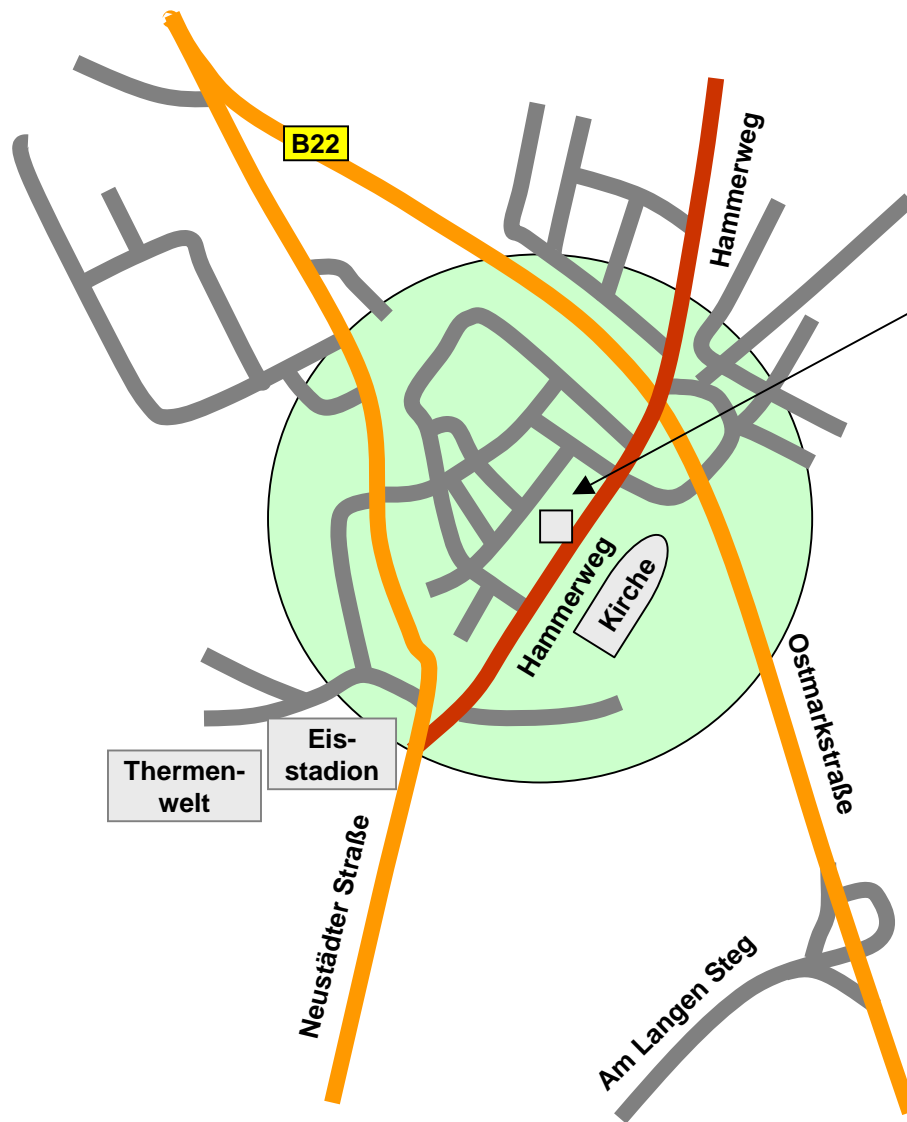 B22
Hammerweg
Hammerweg
Kirche
Ostmarkstraße
Eis-
stadion
Thermen-
welt
Neustädter Straße
Am Langen Steg